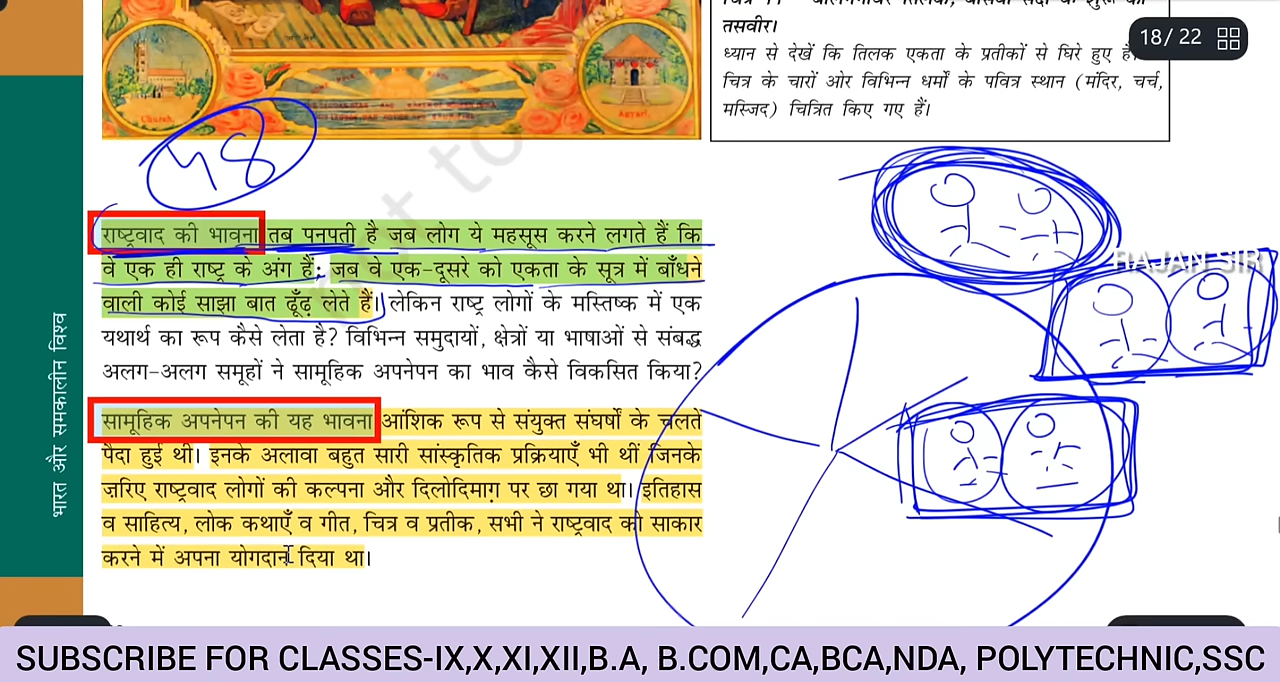 तसवीर।
18/ 22
ध्यान से देखें कि तिलक एकता के प्रतीकों से घिरे हुए हैं
चित्र के चारों ओर विभिन्न धर्मों के पवित्र स्थान (मंदिर, चर्च,
मस्जिद) चित्रित किए गए हैं।
Church.
48
राष्ट्रवाद की भावना तब पनपती है जब लोग ये महसूस करने लगते हैं कि
वे एक ही राष्ट्र के अंग हैं; जब वे एक-दूसरे को एकता के सूत्र में बाँधने
वाली कोई साझा बात ढूँढ़ लेते हैं। लेकिन राष्ट्र लोगों के मस्तिष्क में एक
यथार्थ का रूप कैसे लेता है? विभिन्न समुदायों, क्षेत्रों या भाषाओं से संबद्ध
अलग-अलग समूहों ने सामूहिक अपनेपन का भाव कैसे विकसित किया?
RAJAN SIR
सामूहिक अपनेपन की यह भावना आंशिक रूप से संयुक्त संघर्षों के चलते
पैदा हुई थी। इनके अलावा बहुत सारी सांस्कृतिक प्रक्रियाएँ भी थीं जिनके
ज़रिए राष्ट्रवाद लोगों की कल्पना और दिलोदिमाग़ पर छा गया था। इतिहास
व साहित्य, लोक कथाएँ व गीत, चित्र व प्रतीक, सभी ने राष्ट्रवाद को साकार
करने में अपना योगदान दिया था।
भारत और समकालीन विश्व
SUBSCRIBE FOR CLASSES-IX,X,XI,XII,B.A, B.COM,CA,BCA,NDA, POLYTECHNIC,SSC